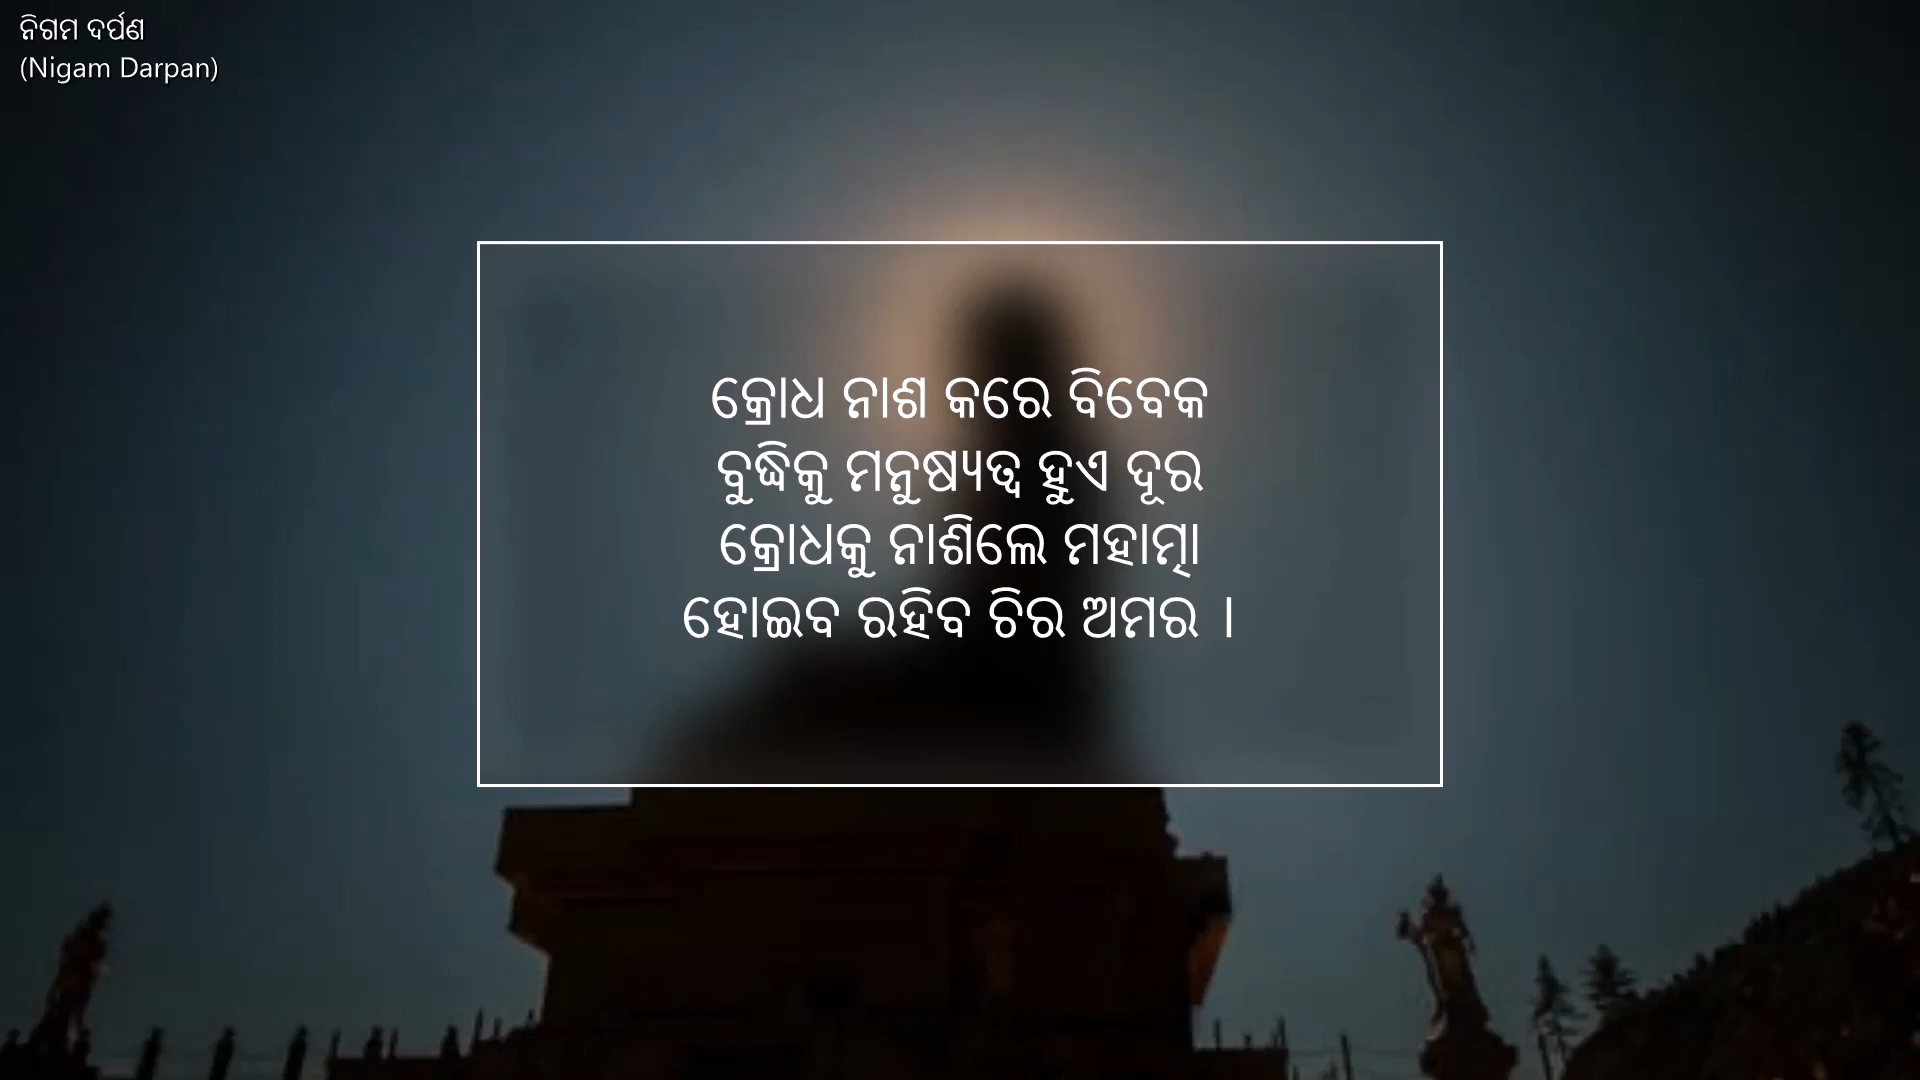 ନିଗମ ଦର୍ପଣ
(Nigam Darpan)
କ୍ରୋଧ ନାଶ କରେ ବିବେକ
ବୁଦ୍ଧିକୁ ମନୁଷ୍ୟତ୍ୱ ହୁଏ ଦୂର
କ୍ରୋଧକୁ ନାଶିଲେ ମହାତ୍ମା
ହୋଇବ ରହିବ ଚିର ଅମର ।